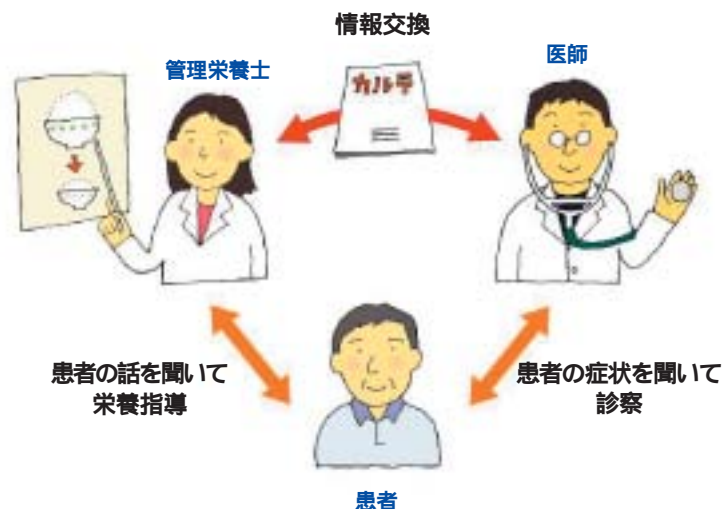 情報交換
管理栄養士
医師
カルテ
患者の話を聞いて
栄養指導
患者の症状を聞いて
診察
患者